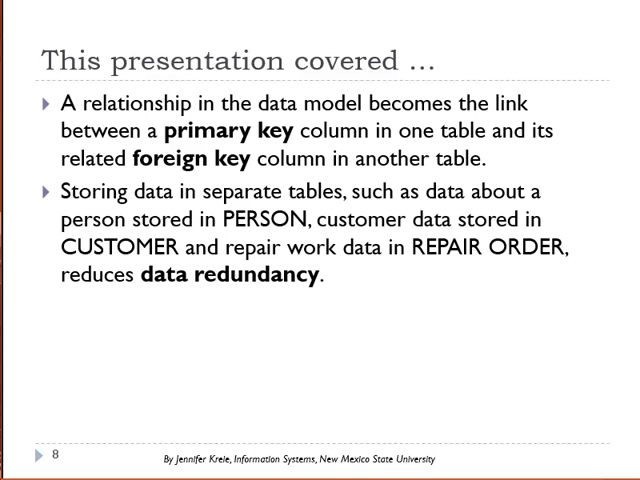 This presentation covered ...
A relationship in the data model becomes the link
between a primary key column in one table and its
related foreign key column in another table.
Storing data in separate tables, such as data about a
person stored in PERSON, customer data stored in
CUSTOMER and repair work data in REPAIR ORDER,
reduces data redundancy.
8
By Jennifer Kreie, Information Systems, New Mexico State University